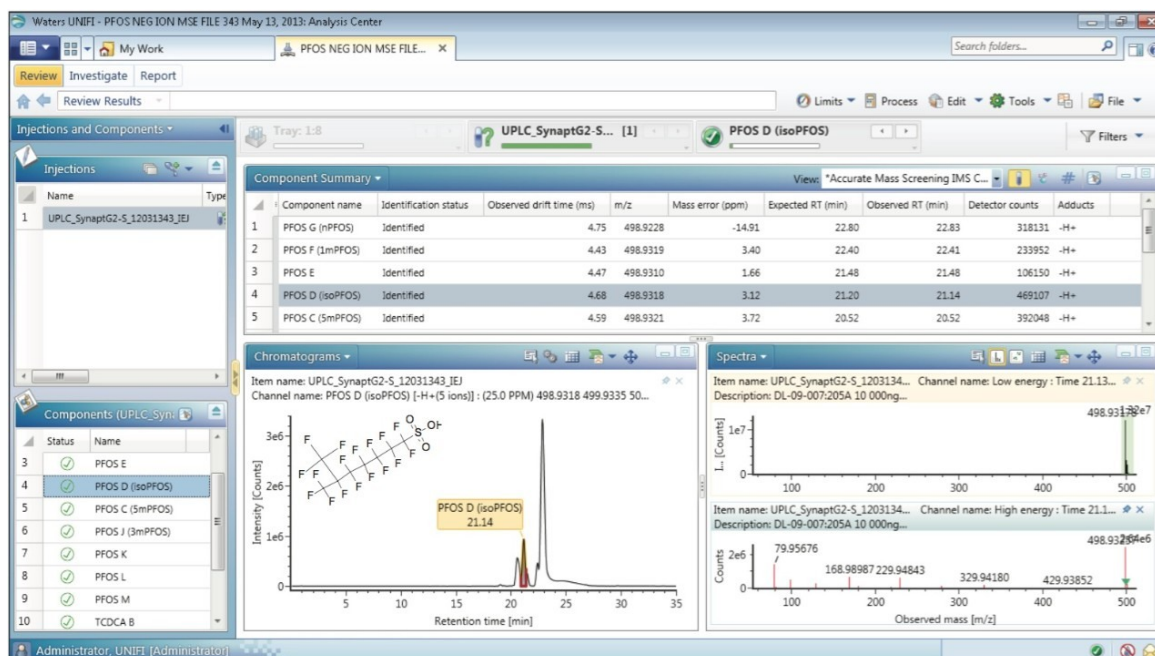 Waters UNIFI - PFOS NEG ION MSE FILE 343 May 13, 2013: Analysis Center
My Work
PFOS NEG ION MSE FILE... ×
Search folders...
Review Investigate Report
Review Results
Limits Process Edit Tools File
Injections and Components
Tray: 1:8
UPLC_SynaptG2-S... [1]
PFOS D (isoPFOS)
Filters
Injections
Name Type
1 UPLC_SynaptG2-S_12031343_IEJ
Component Summary
View: *Accurate Mass Screening IMS C...
Component name Identification status Observed drift time (ms) m/z Mass error (ppm) Expected RT (min) Observed RT (min) Detector counts Adducts
1 PFOS G (nPFOS) Identified 4.75 498.9228 -14.91 22.80 22.83 318131 -H+
2 PFOS F (1mPFOS) Identified 4.43 498.9319 3.40 22.40 22.41 233952 -H+
3 PFOS E Identified 4.47 498.9310 1.66 21.48 21.48 106150 -H+
4 PFOS D (isoPFOS) Identified 4.68 498.9318 3.12 21.20 21.14 469107 -H+
5 PFOS C (5mPFOS) Identified 4.59 498.9321 3.72 20.52 20.52 392048 -H+
Components (UPLC_Syn
Status Name
3 PFOS E
4 PFOS D (isoPFOS)
5 PFOS C (5mPFOS)
6 PFOS J (3mPFOS)
7 PFOS K
8 PFOS L
9 PFOS M
10 TCDCA B
Chromatograms
Item name: UPLC_SynaptG2-S_12031343_IEJ
Channel name: PFOS D (isoPFOS) [-H+(5 ions)] : (25.0 PPM) 498.9318 499.9335 50...
Intensity [Counts]
3e6
2e6
1e6
0
F F F F F F F F F F F F F F F F F
O
S
OH
O
PFOS D (isoPFOS)
21.14
5 10 15 20 25 30 35
Retention time [min]
Spectra
Item name: UPLC_SynaptG2-S_1203134... Channel name: Low energy : Time 21.13...
Description: DL-09-007:205A 10 000ng...
I... [Counts]
1e7
0
100 200 300 400 500
Item name: UPLC_SynaptG2-S_1203134... Channel name: High energy : Time 21.1...
Description: DL-09-007:205A 10 000ng...
Counts
2e6
0
79.95676
168.98987
229.94843
329.94180
429.93852
100 200 300 400 500
Observed mass [m/z]
Administrator, UNIFI [Administrator]